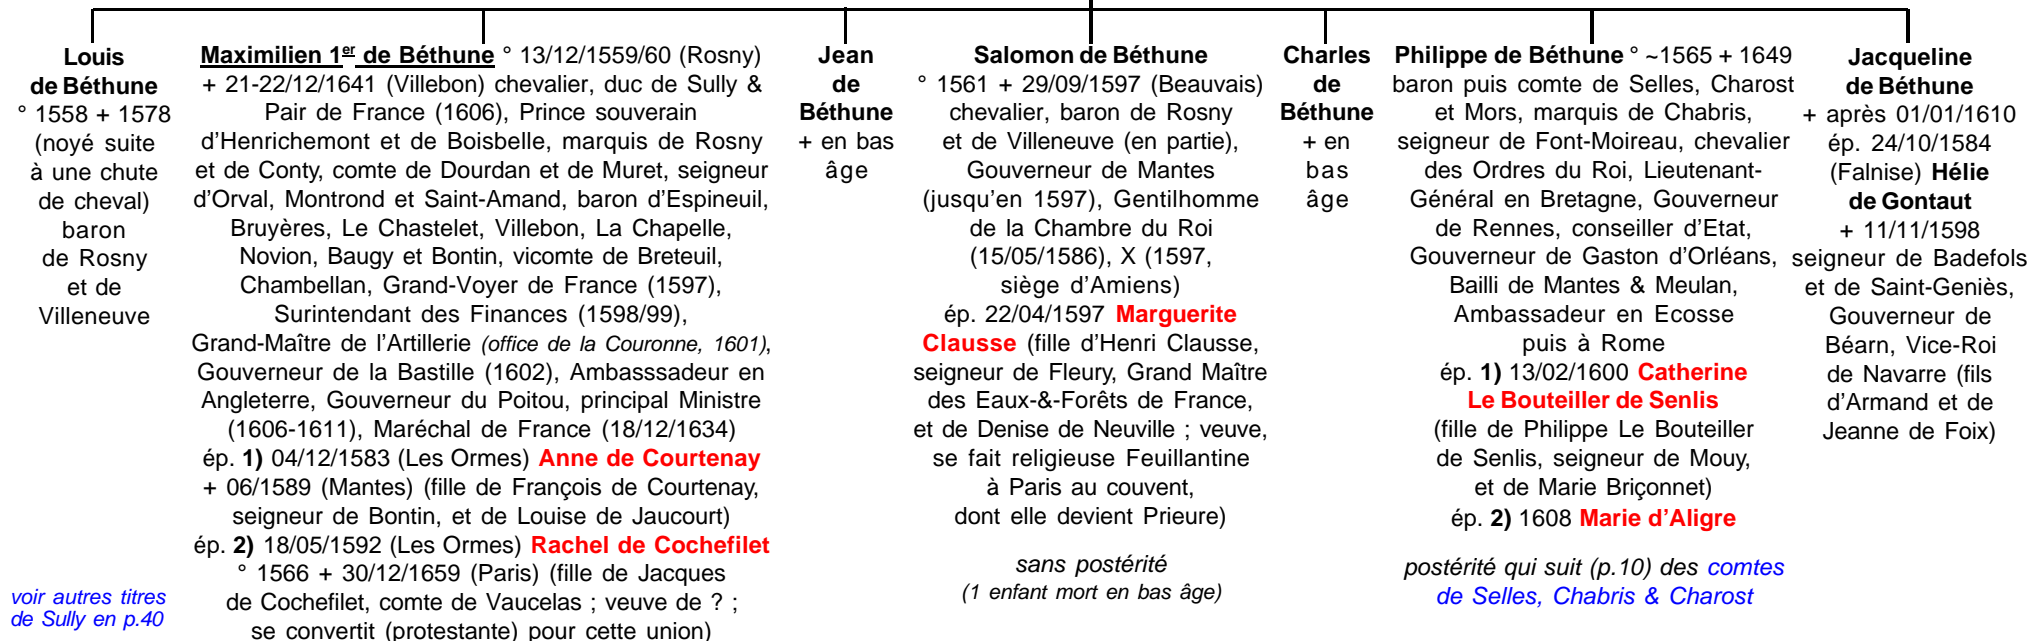 Louis
de Béthune
° 1558 + 1578
(noyé suite
à une chute
de cheval)
baron
de Rosny
et de
Villeneuve
voir autres titres
de Sully en p.40
Maximilien 1er de Béthune ° 13/12/1559/60 (Rosny)
+ 21-22/12/1641 (Villebon) chevalier, duc de Sully &
Pair de France (1606), Prince souverain
d'Henrichemont et de Boisbelle, marquis de Rosny
et de Conty, comte de Dourdan et de Muret, seigneur
d'Orval, Montrond et Saint-Amand, baron d'Espineuil,
Bruyères, Le Chastelet, Villebon, La Chapelle,
Novion, Baugy et Bontin, vicomte de Breteuil,
Chambellan, Grand-Voyer de France (1597),
Surintendant des Finances (1598/99),
Grand-Maître de l'Artillerie (office de la Couronne, 1601),
Gouverneur de la Bastille (1602), Ambasssadeur en
Angleterre, Gouverneur du Poitou, principal Ministre
(1606-1611), Maréchal de France (18/12/1634)
ép. 1) 04/12/1583 (Les Ormes) Anne de Courtenay
+ 06/1589 (Mantes) (fille de François de Courtenay,
seigneur de Bontin, et de Louise de Jaucourt)
ép. 2) 18/05/1592 (Les Ormes) Rachel de Cochefilet
° 1566 + 30/12/1659 (Paris) (fille de Jacques
de Cochefilet, comte de Vaucelas ; veuve de ? ;
se convertit (protestante) pour cette union)
Jean
de
Béthune
+ en bas
âge
Salomon de Béthune
° 1561 + 29/09/1597 (Beauvais)
chevalier, baron de Rosny
et de Villeneuve (en partie),
Gouverneur de Mantes
(jusqu'en 1597), Gentilhomme
de la Chambre du Roi
(15/05/1586), X (1597,
siège d'Amiens)
ép. 22/04/1597 Marguerite
Clausse (fille d'Henri Clausse,
seigneur de Fleury, Grand Maître
des Eaux-&-Forêts de France,
et de Denise de Neuville ; veuve,
se fait religieuse Feuillantine
à Paris au couvent,
dont elle devient Prieure)
sans postérité
(1 enfant mort en bas âge)
Charles
de
Béthune
+ en
bas
âge
Philippe de Béthune ° ~1565 + 1649
baron puis comte de Selles, Charost
et Mors, marquis de Chabris,
seigneur de Font-Moireau, chevalier
des Ordres du Roi, Lieutenant-
Général en Bretagne, Gouverneur
de Rennes, conseiller d'Etat,
Gouverneur de Gaston d'Orléans,
Bailli de Mantes & Meulan,
Ambassadeur en Ecosse
puis à Rome
ép. 1) 13/02/1600 Catherine
Le Bouteiller de Senlis
(fille de Philippe Le Bouteiller
de Senlis, seigneur de Mouy,
et de Marie Briçonnet)
ép. 2) 1608 Marie d'Aligre
postérité qui suit (p.10) des comtes
de Selles, Chabris & Charost
Jacqueline
de Béthune
+ après 01/01/1610
ép. 24/10/1584
(Falnise) Hélie
de Gontaut
+ 11/11/1598
seigneur de Badefols
et de Saint-Geniès,
Gouverneur de
Béarn, Vice-Roi
de Navarre (fils
d'Armand et de
Jeanne de Foix)